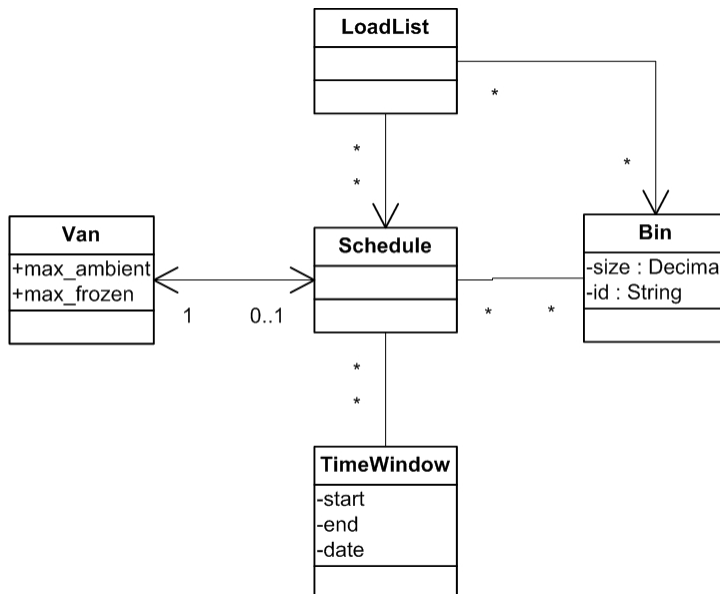 LoadList
*
*
*
*
Van
+max_ambient
+max_frozen
1
0..1
Schedule
*
*
Bin
-size : Decima
-id : String
*
*
TimeWindow
-start
-end
-date